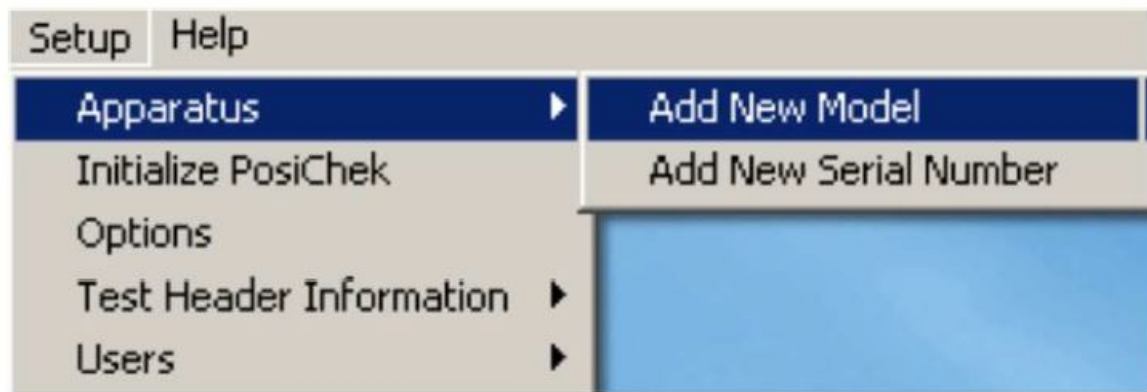 Setup Help
Apparatus
Add New Model
Initialize PosiChek
Add New Serial Number
Options
Test Header Information
Users